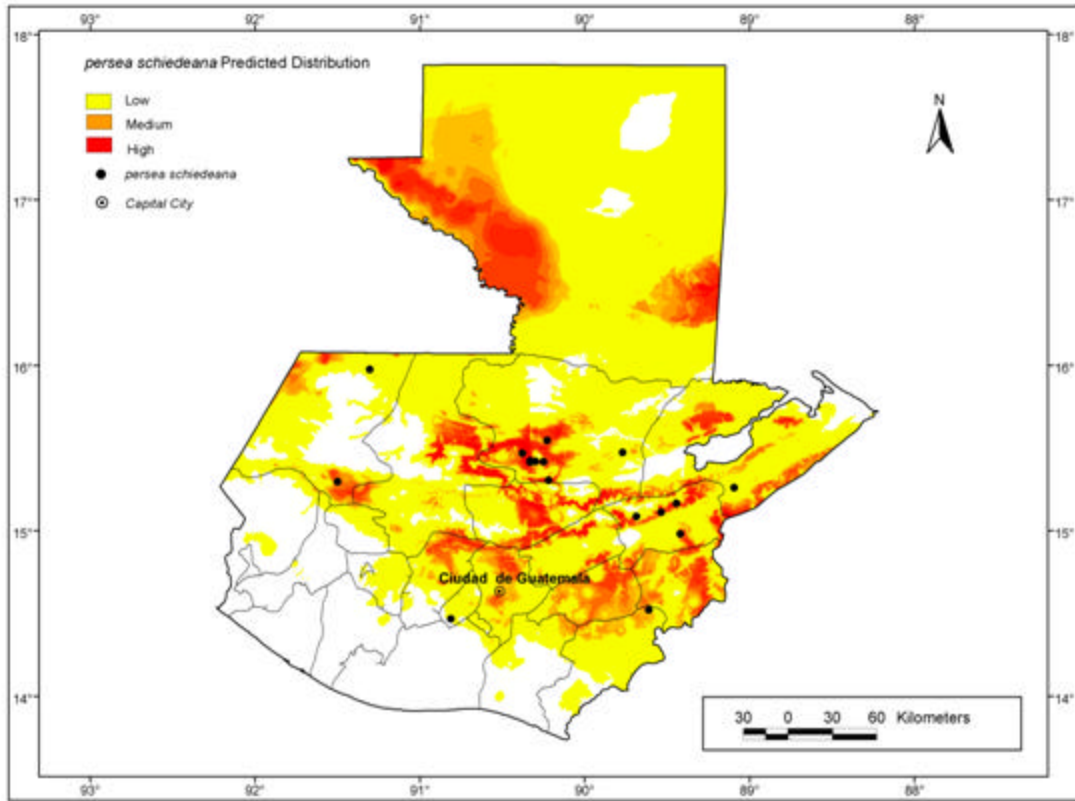 93° 92° 91° 90° 89° 88°
18° 18°
persea schiedeana Predicted Distribution
Low
Medium
High
persea schiedeana
Capital City
N
17° 17°
16° 16°
15° 15°
Ciudad de Guatemala
14° 14°
30 0 30 60 Kilometers
93° 92° 91° 90° 89° 88°